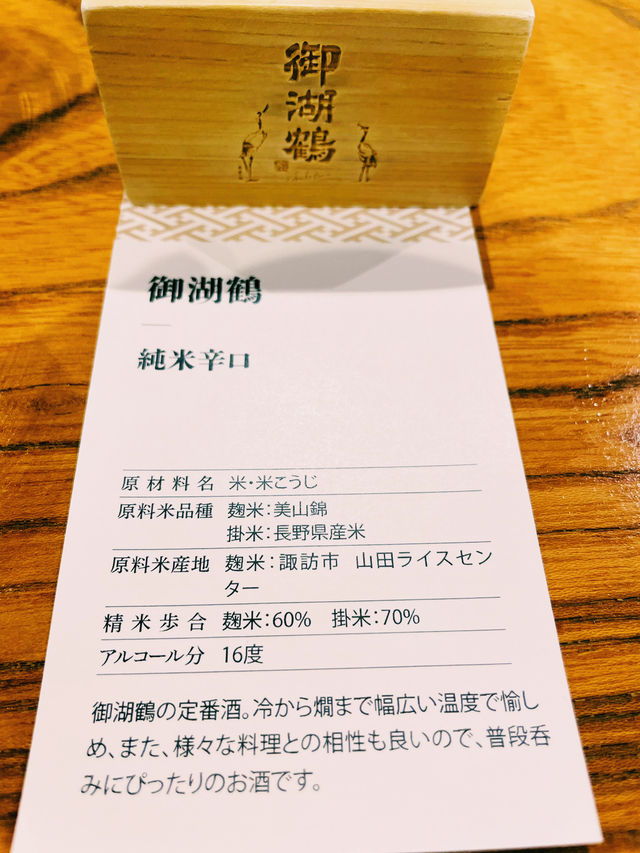 御
湖
鶴
御湖鶴
純米辛口
原材料名 米・米こうじ
原料米品種 麹米：美山錦
掛米：長野県産米
原料米産地 麹米：諏訪市 山田ライスセン
ター
精米歩合 麹米：60% 掛米：70%
アルコール分 16度
御湖鶴の定番酒。冷から燗まで幅広い温度で愉し
め、また、様々な料理との相性も良いので、普段呑
みにぴったりのお酒です。